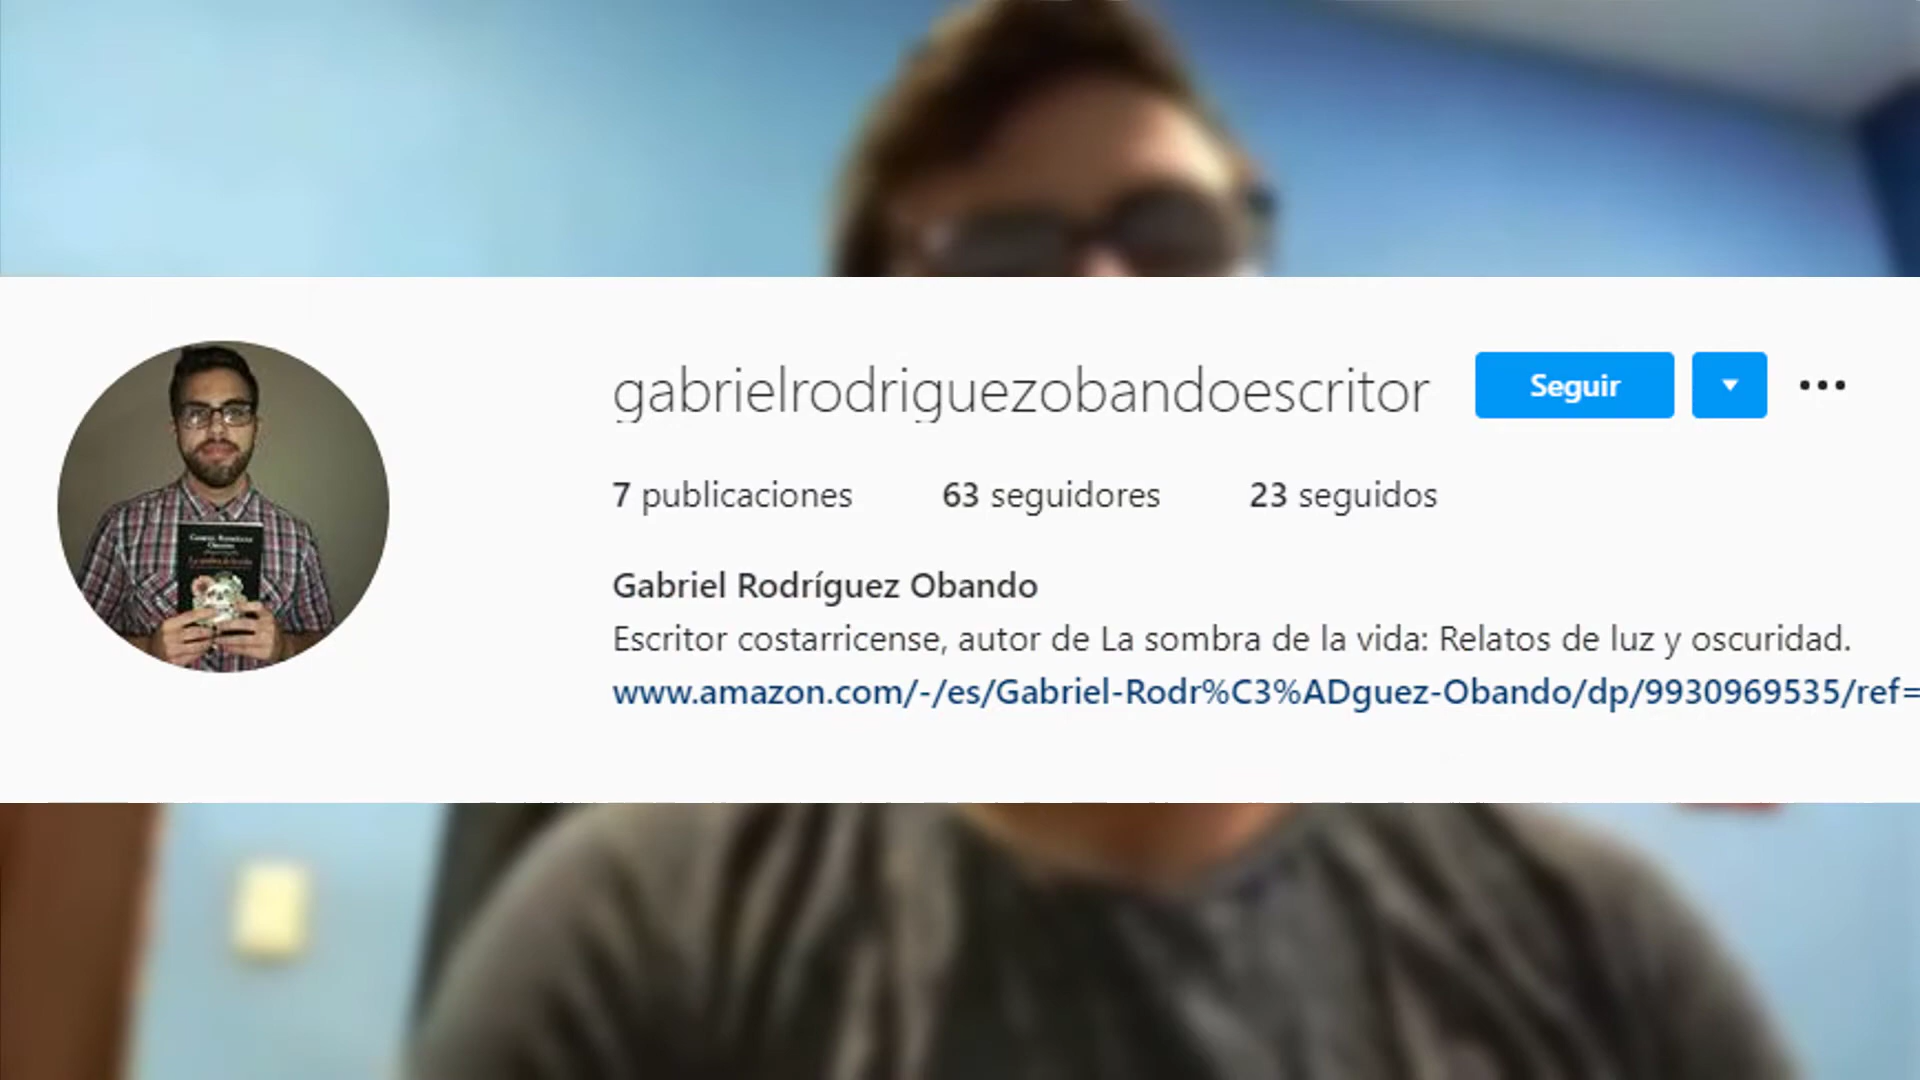 gabrielrodriguezobandoescritor Seguir
7 publicaciones 63 seguidores 23 seguidos
Gabriel Rodríguez Obando
Escritor costarricense, autor de La sombra de la vida: Relatos de luz y oscuridad.
www.amazon.com/-/es/Gabriel-Rodr%C3%ADguez-Obando/dp/9930969535/ref=